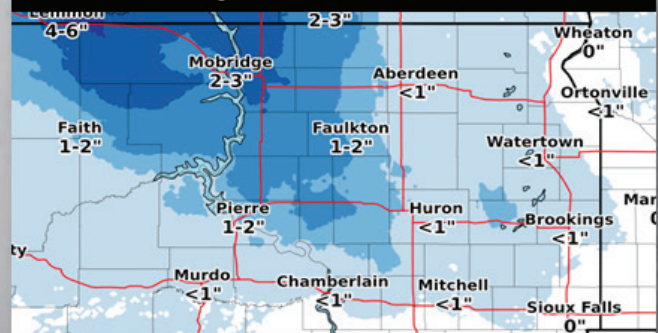 Lemmon
4-6"
2-3"
Wheaton
0"
Mobridge
2-3"
Aberdeen
<1"
Ortonville
<1"
Faith
1-2"
Faulkton
1-2"
Watertown
<1"
Pierre
1-2"
Huron
<1"
Brookings
<1"
Mar
ty
Murdo
<1"
Chamberlain
<1"
Mitchell
<1"
Sioux Falls
0"